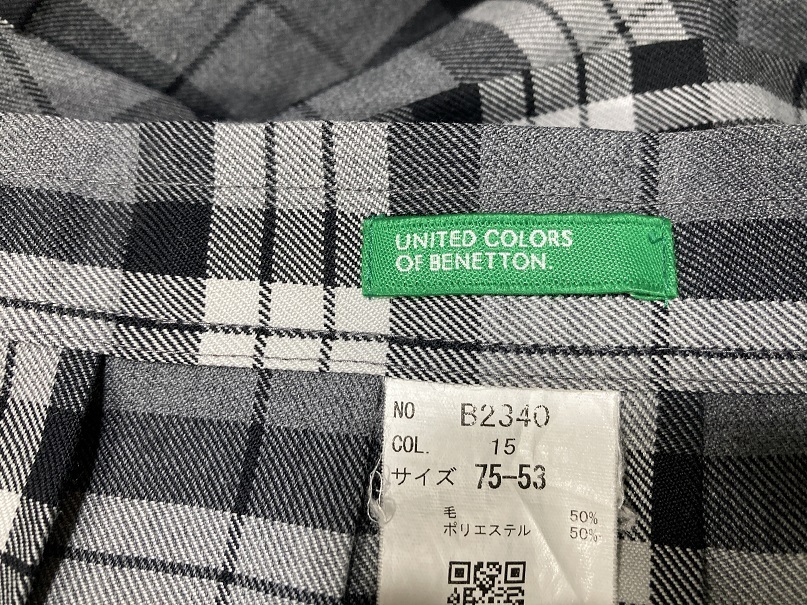 UNITED COLORS
OF BENETTON.
NO B2340
COL. 15
サイズ 75-53
毛 50%
ポリエステル 50%